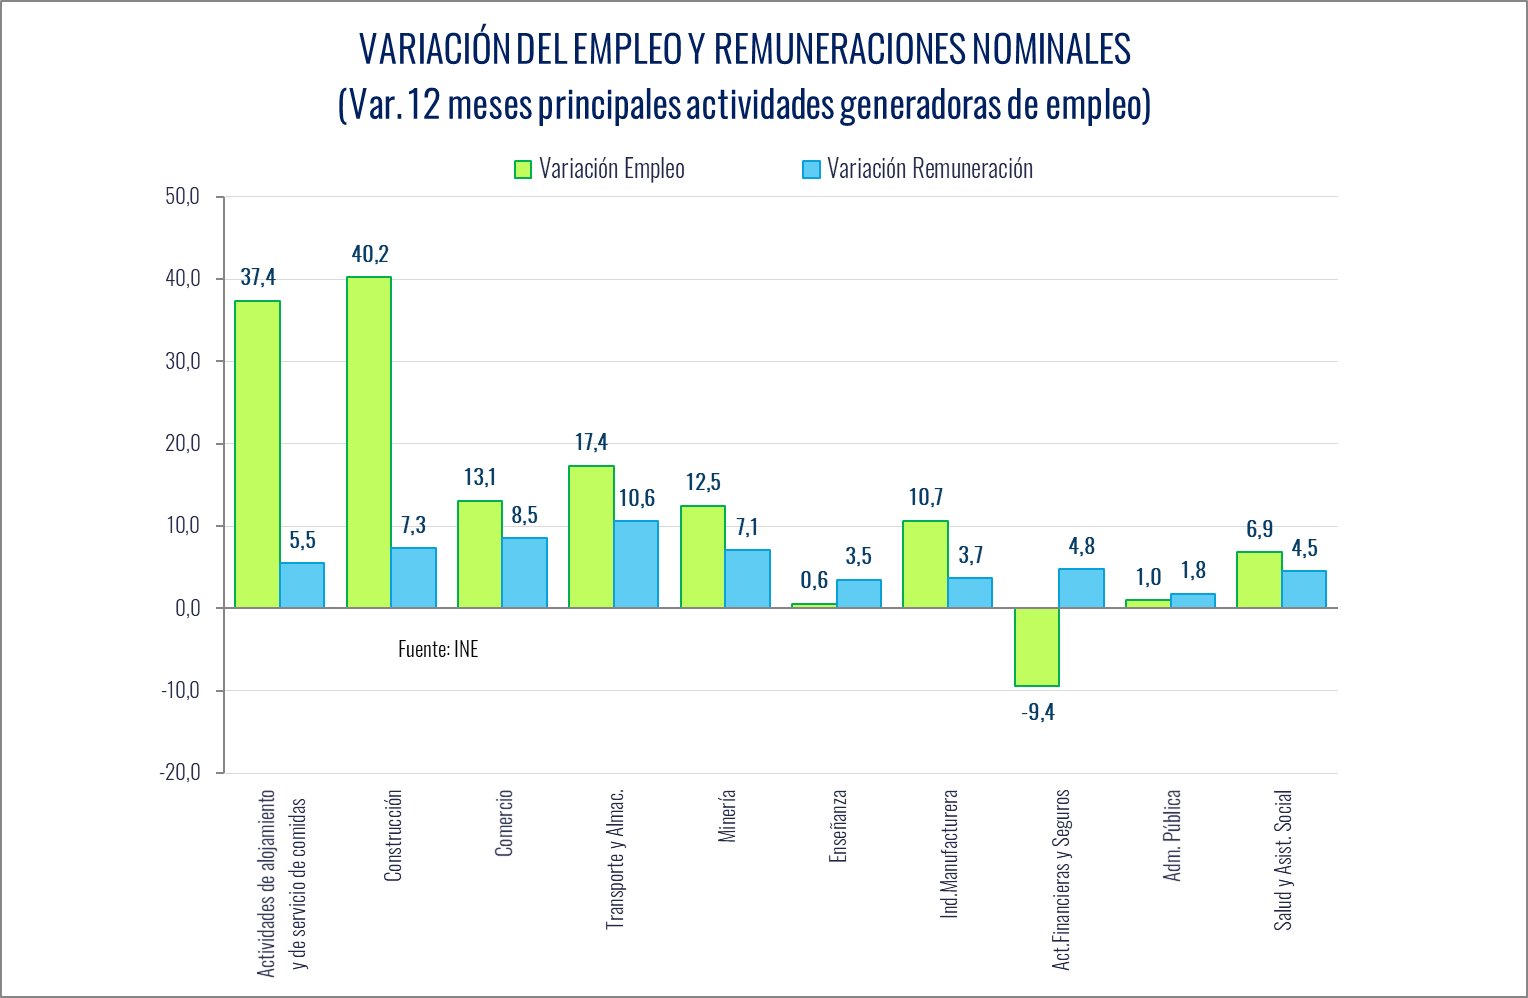 VARIACIÓN DEL EMPLEO Y REMUNERACIONES NOMINALES
(Var. 12 meses principales actividades generadoras de empleo)
Variación Empleo
Variación Remuneración
50,0
40,0
30,0
20,0
10,0
0,0
-10,0
-20,0
37,4
5,5
40,2
7,3
13,1
8,5
17,4
10,6
12,5
7,1
0,6
3,5
10,7
3,7
-9,4
4,8
1,0
1,8
6,9
4,5
Fuente: INE
Actividades de alojamiento
y de servicio de comidas
Construcción
Comercio
Transporte y Almac.
Minería
Enseñanza
Ind.Manufacturera
Act.Financieras y Seguros
Adm. Pública
Salud y Asist. Social